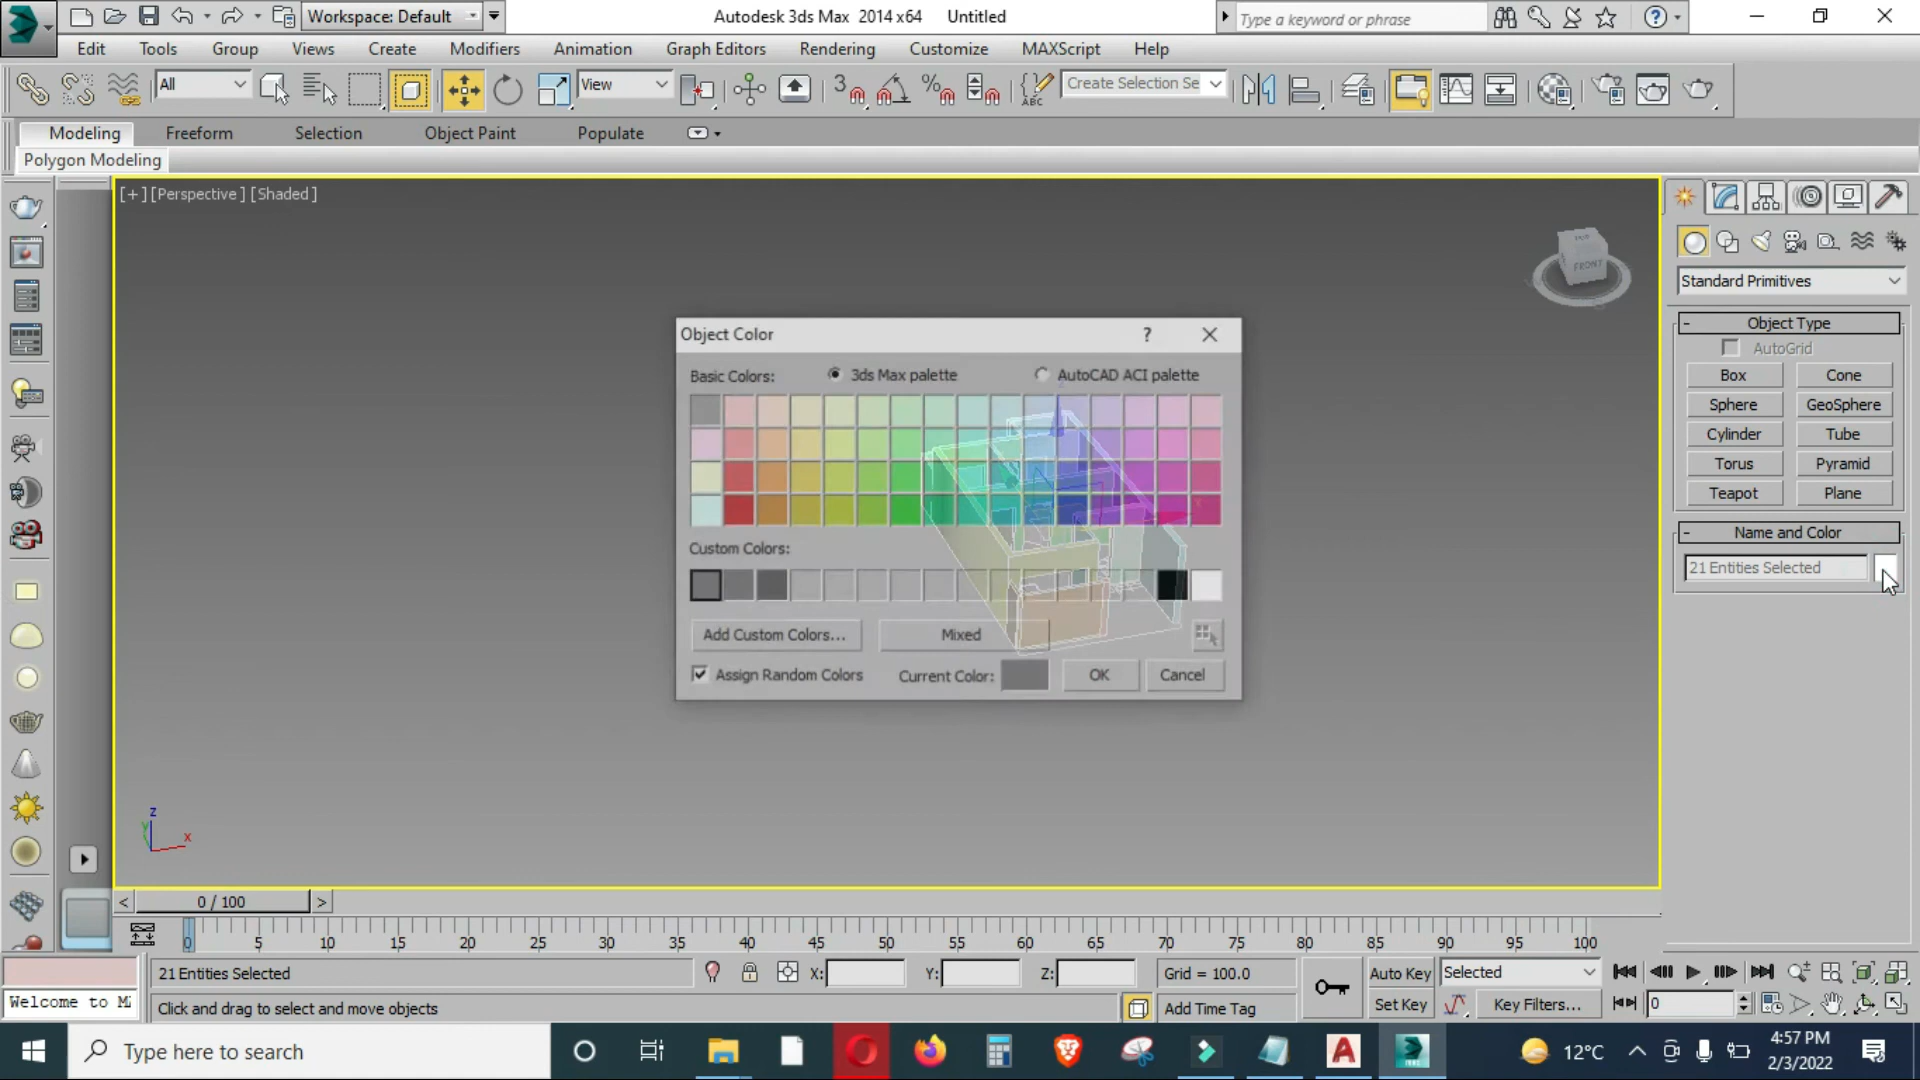 Workspace: Default
Autodesk 3ds Max 2014 x64 Untitled
Type a keyword or phrase
Edit Tools Group Views Create Modifiers Animation Graph Editors Rendering Customize MAXScript Help
All
View
3
ABC
Create Selection Se
Modeling Freeform Selection Object Paint Populate
Polygon Modeling
[+] [Perspective] [Shaded]
FRONT
Standard Primitives
- Object Type
AutoGrid
Box Cone
Sphere GeoSphere
Cylinder Tube
Torus Pyramid
Teapot Plane
- Name and Color
21 Entities Selected
Object Color ?
Basic Colors: 3ds Max palette AutoCAD ACI palette
Custom Colors:
Add Custom Colors... Mixed
Assign Random Colors Current Color: OK Cancel
z
y
x
< 0 / 100 >
0 5 10 15 20 25 30 35 40 45 50 55 60 65 70 75 80 85 90 95 100
21 Entities Selected X: Y: Z: Grid = 100.0 Auto Key Selected
Welcome to M
Click and drag to select and move objects Add Time Tag Set Key Key Filters... 0
Type here to search
A
12°C
4:57 PM
2/3/2022